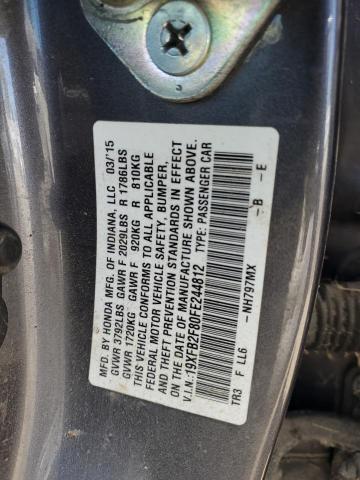 MFD. BY HONDA MFG. OF INDIANA, LLC 03/'15
GVWR 3792LBS GAWR F 2029LBS R 1786LBS
GVWR 1720KG GAWR F 920KG R 810KG
THIS VEHICLE CONFORMS TO ALL APPLICABLE
FEDERAL MOTOR VEHICLE SAFETY, BUMPER,
AND THEFT PREVENTION STANDARDS IN EFFECT
ON THE DATE OF MANUFACTURE SHOWN ABOVE.
V.I.N.:19XFB2F80FE244812 TYPE: PASSENGER CAR
-B -E
TR3 F LL6 -NH797MX